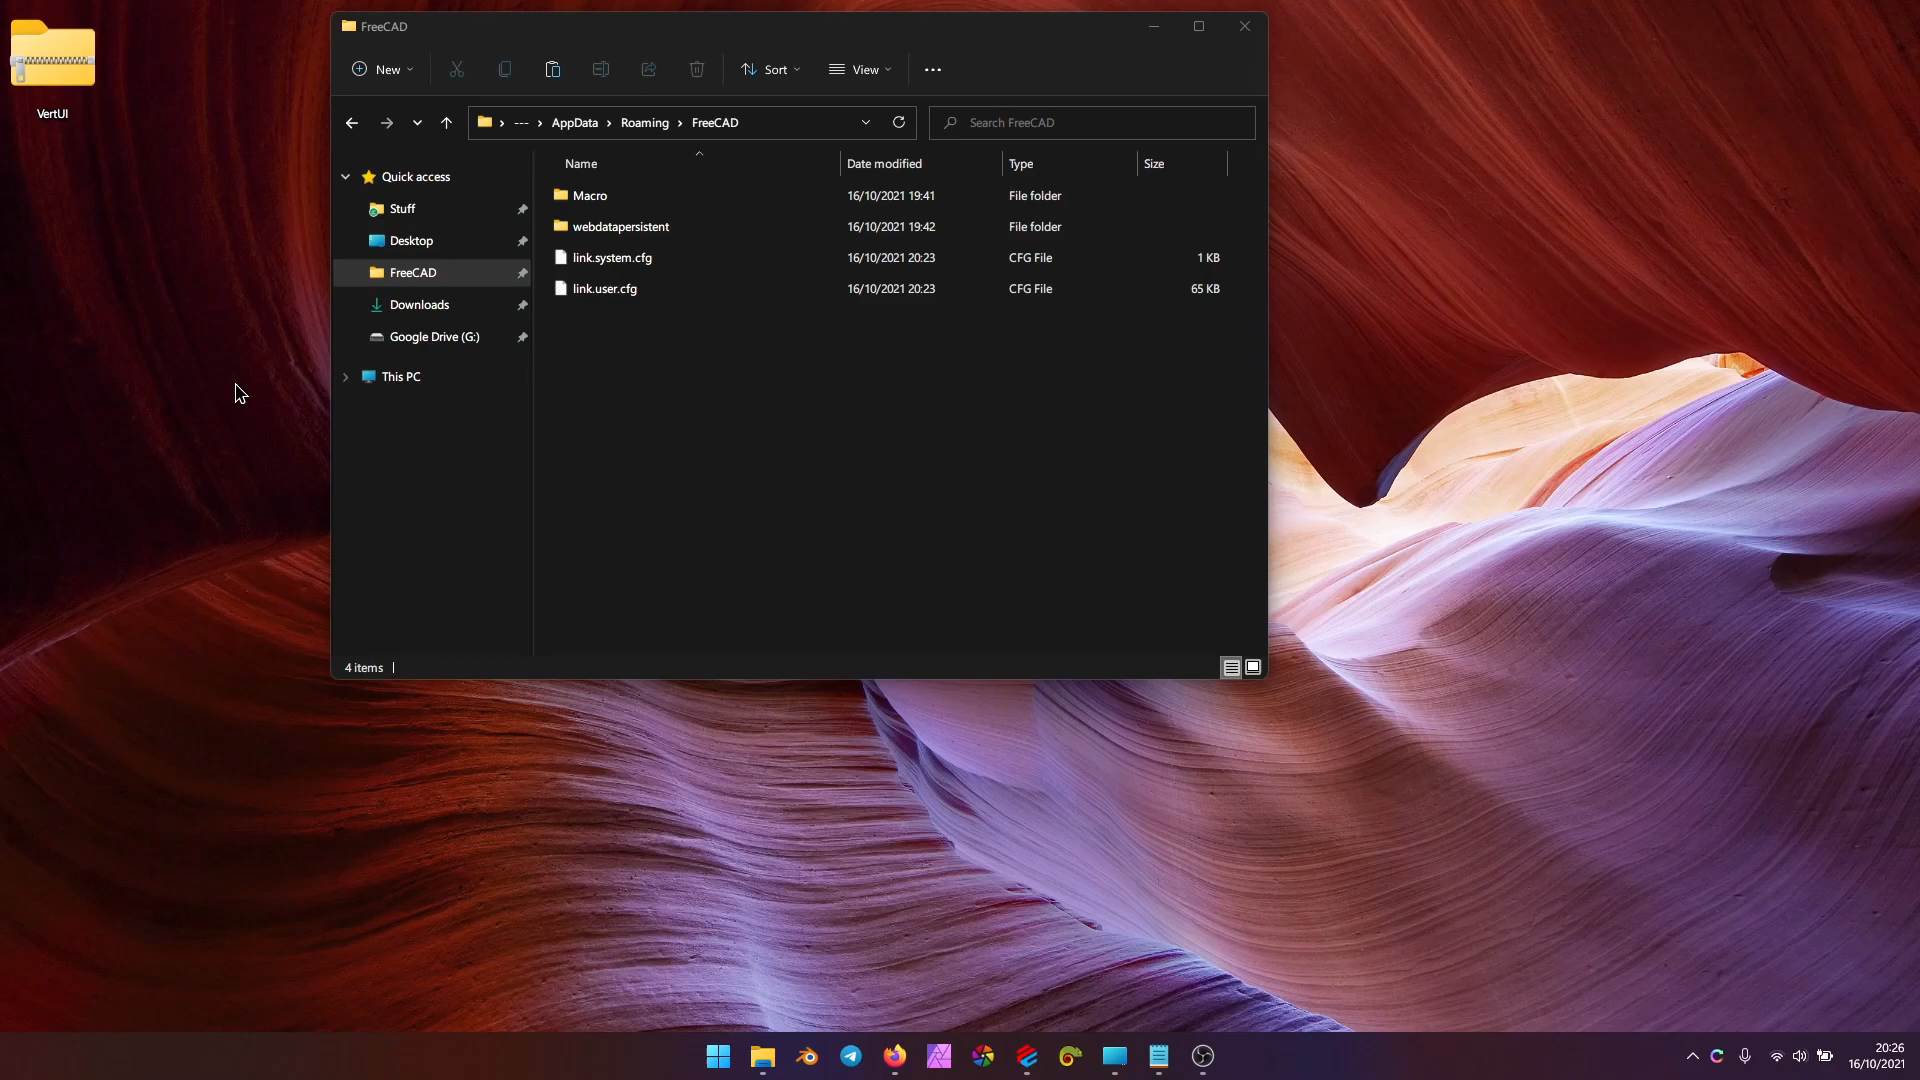 VertUI
FreeCAD
New
Sort
View
--- AppData Roaming FreeCAD
Search FreeCAD
Name Date modified Type Size
Quick access
Stuff
Desktop
FreeCAD
Downloads
Google Drive (G:)
This PC
Macro 16/10/2021 19:41 File folder
webdatapersistent 16/10/2021 19:42 File folder
link.system.cfg 16/10/2021 20:23 CFG File 1 KB
link.user.cfg 16/10/2021 20:23 CFG File 65 KB
4 items
20:26
16/10/2021